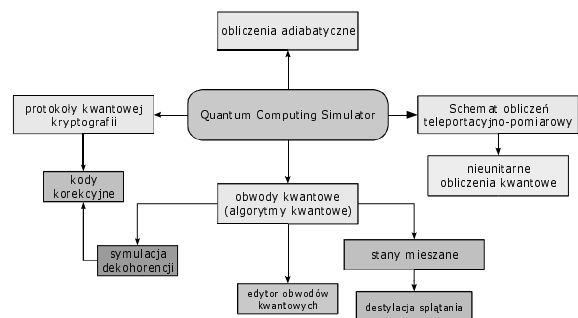 obliczenia adiabatyczne
protokoły kwantowej
kryptografii
Quantum Computing Simulator
Schemat obliczeń
teleportacyjno-pomiarowy
kody
korekcyjne
nieunitarne
obliczenia kwantowe
obwody kwantowe
(algorytmy kwantowe)
symulacja
dekohorencji
stany mieszane
edytor obwodów
kwantowych
destylacja splątania